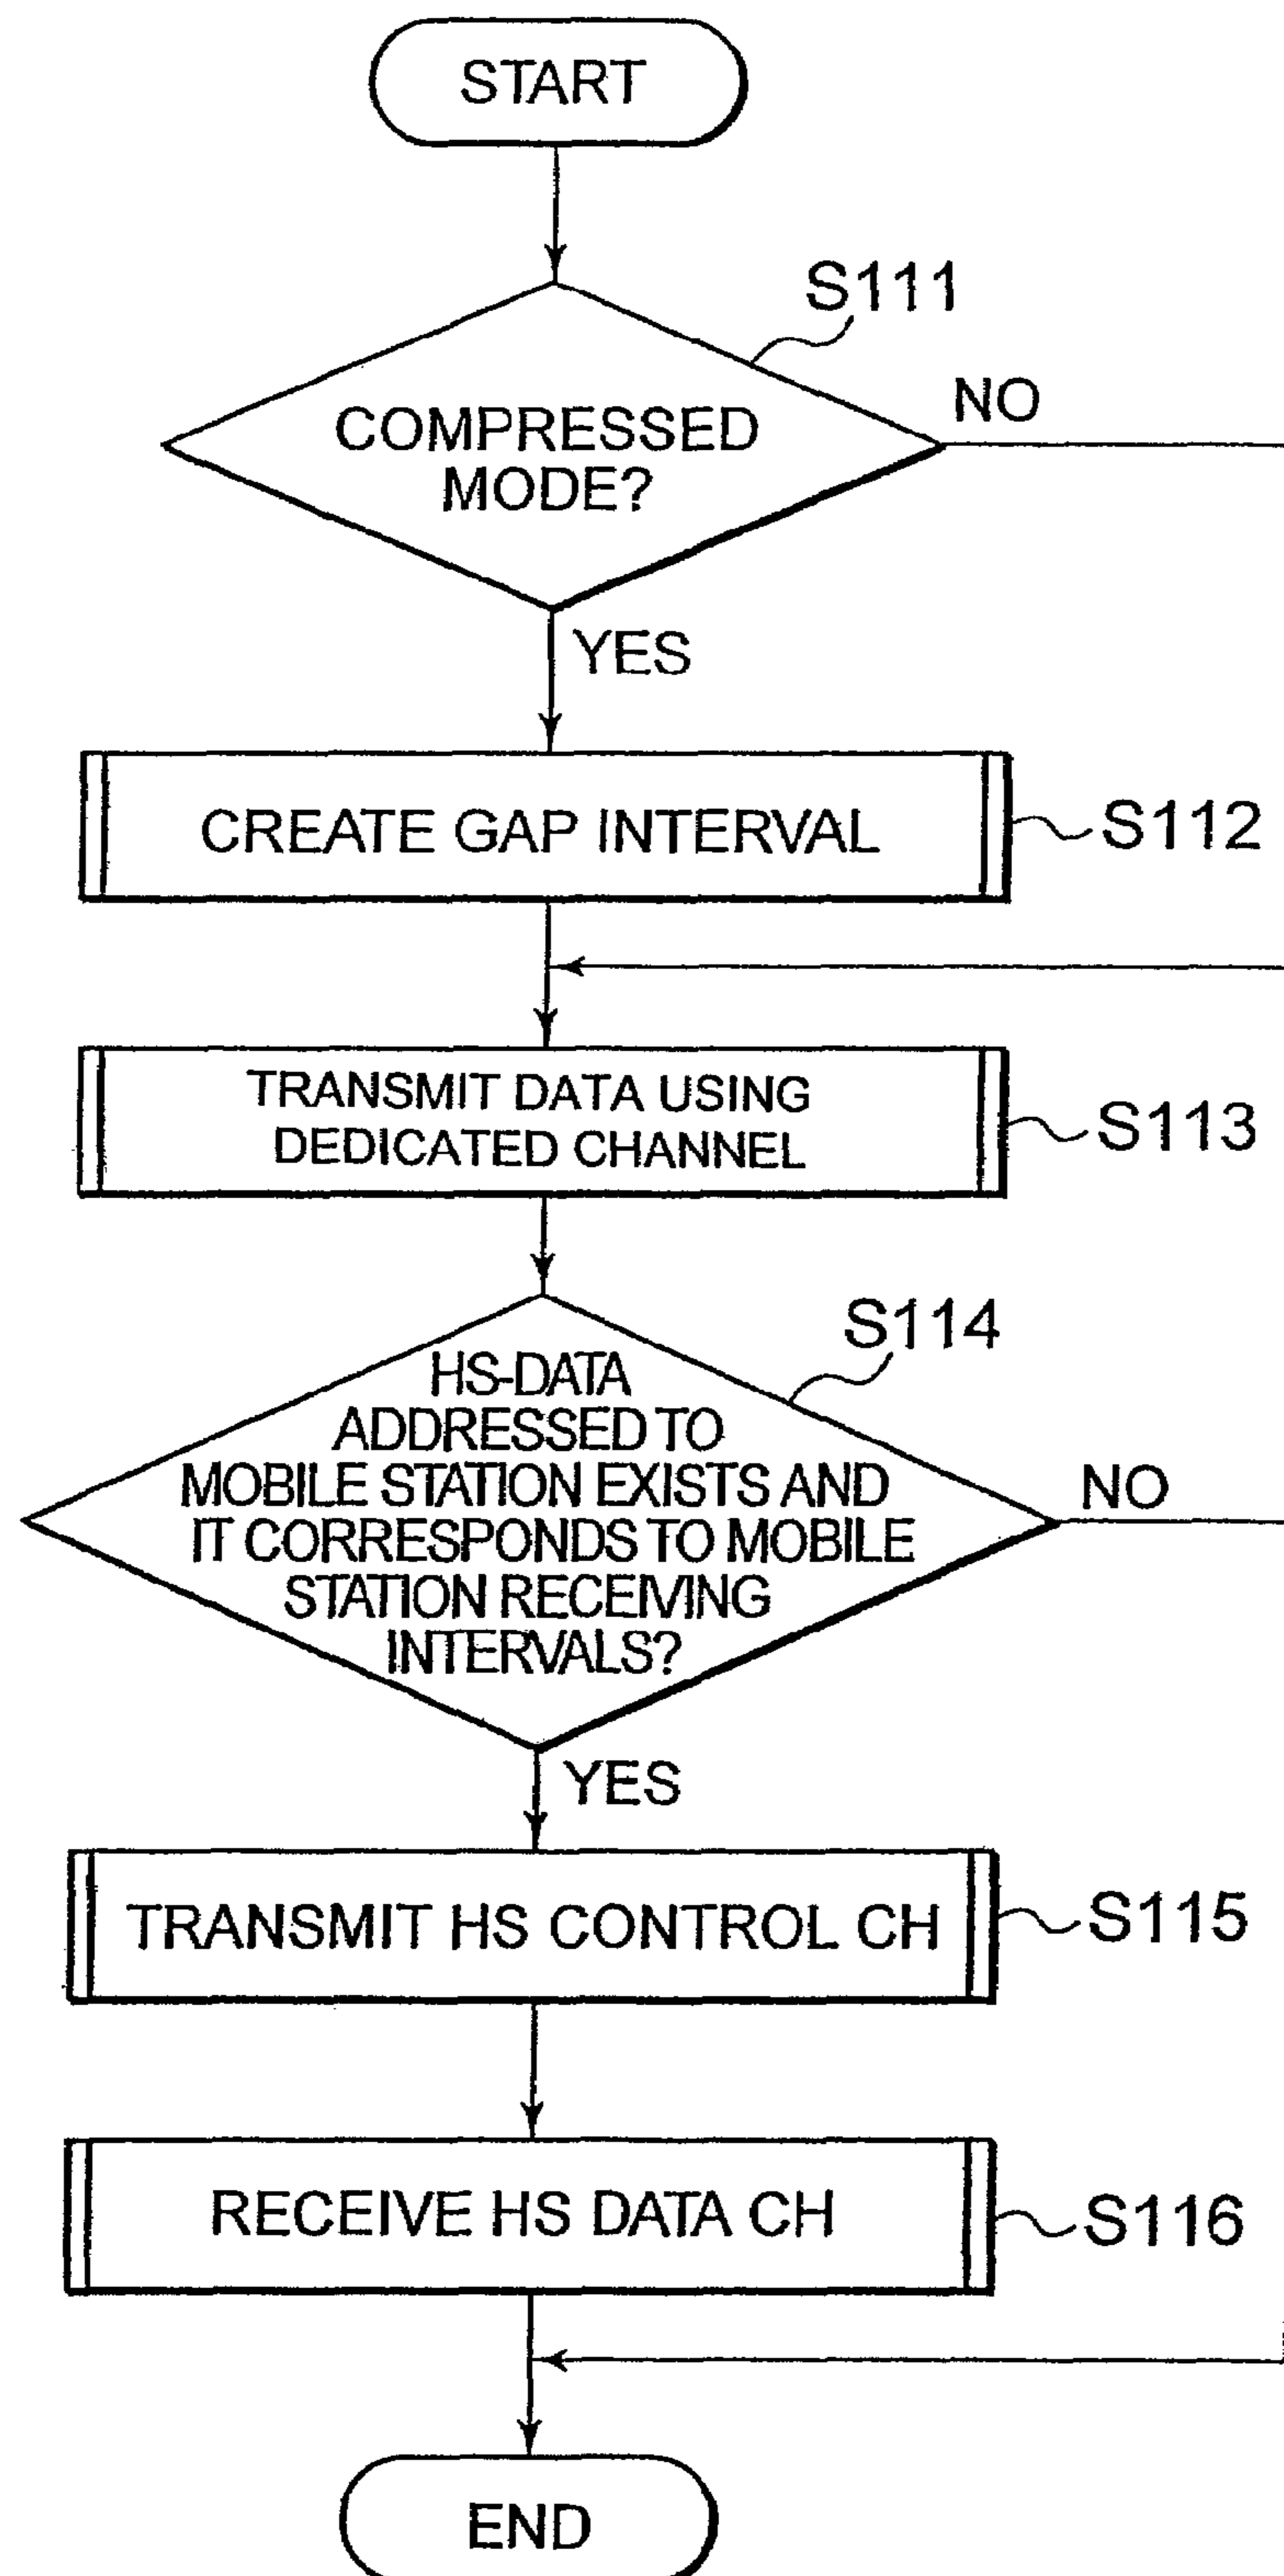 START
S111
COMPRESSED
MODE?
NO
YES
CREATE GAP INTERVAL
S112
TRANSMIT DATA USING
DEDICATED CHANNEL
S113
S114
HS-DATA
ADDRESSED TO
MOBILE STATION EXISTS AND
IT CORRESPONDS TO MOBILE
STATION RECEIVING
INTERVALS?
NO
YES
TRANSMIT HS CONTROL CH
S115
RECEIVE HS DATA CH
S116
END